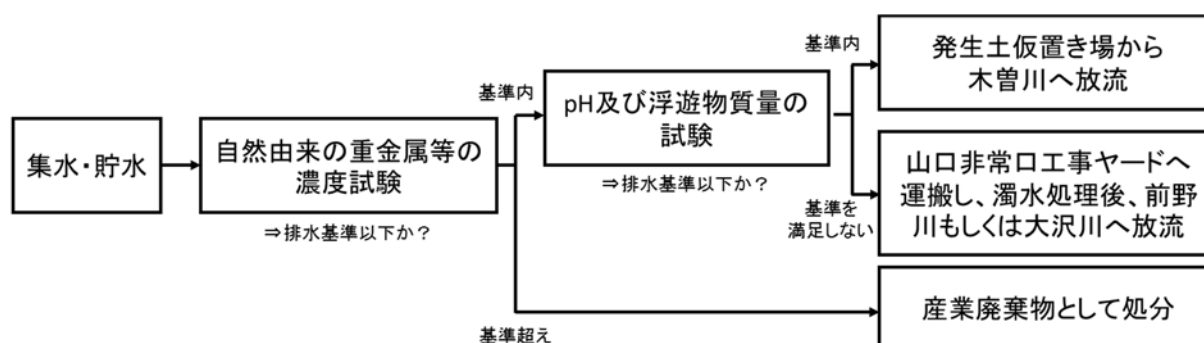 集水・貯水
自然由来の重金属等の
濃度試験
⇒排水基準以下か？
基準内
pH及び浮遊物質量の
試験
⇒排水基準以下か？
基準内
発生土仮置き場から
木曽川へ放流
基準を
満足しない
山口非常口工事ヤードへ
運搬し、濁水処理後、前野
川もしくは大沢川へ放流
基準超え
産業廃棄物として処分